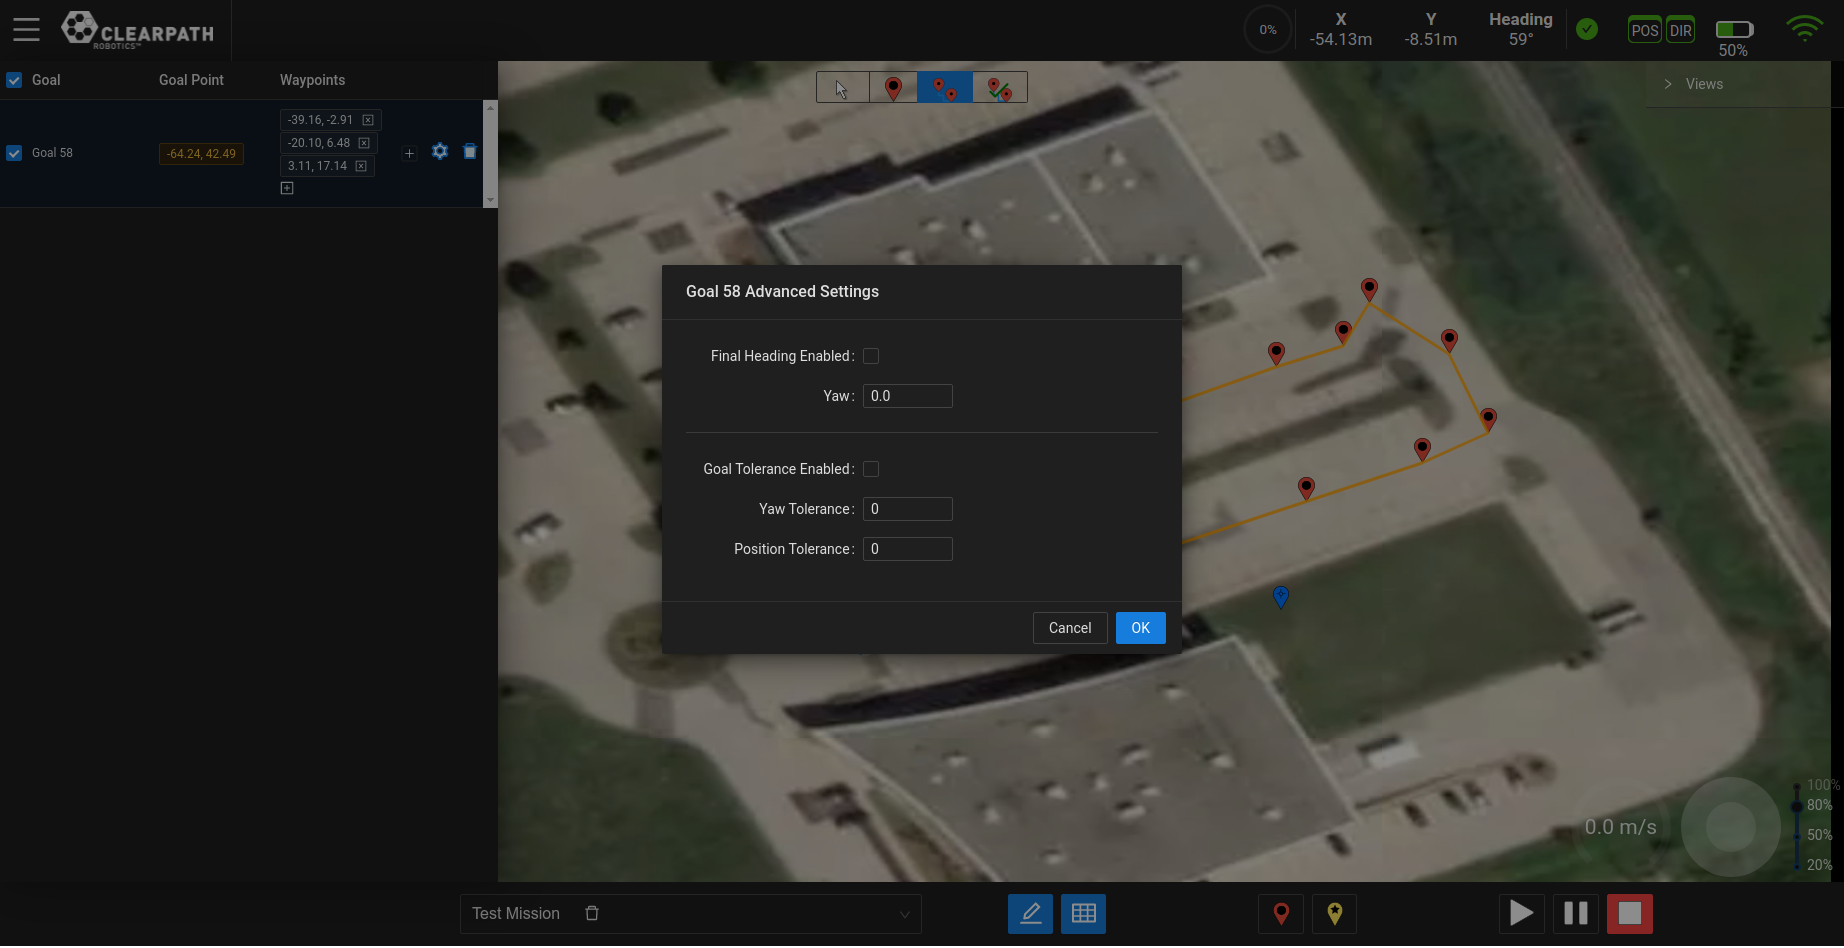 CLEARPATH
ROBOTICS™
0%
X
-54.13m
Y
-8.51m
Heading
59°
POS
DIR
50%
Goal
Goal Point
Waypoints
Goal 58
-64.24, 42.49
-39.16, -2.91
-20.10, 6.48
3.11, 17.14
Views
Goal 58 Advanced Settings
Final Heading Enabled:
Yaw: 0.0
Goal Tolerance Enabled:
Yaw Tolerance: 0
Position Tolerance: 0
Cancel
OK
0.0 m/s
100%
80%
50%
20%
Test Mission